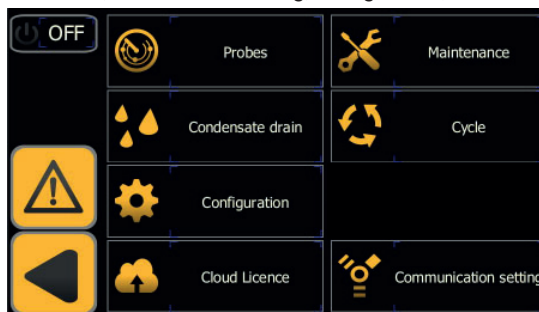 OFF
Probes
Maintenance
Condensate drain
Cycle
Configuration
Cloud Licence
Communication setting